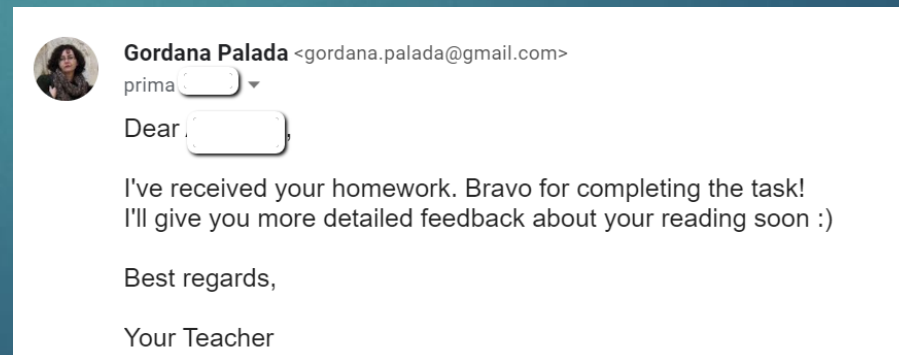 Gordana Palada <gordana.palada@gmail.com>
prima
Dear ,
I've received your homework. Bravo for completing the task!
I'll give you more detailed feedback about your reading soon :)
Best regards,
Your Teacher